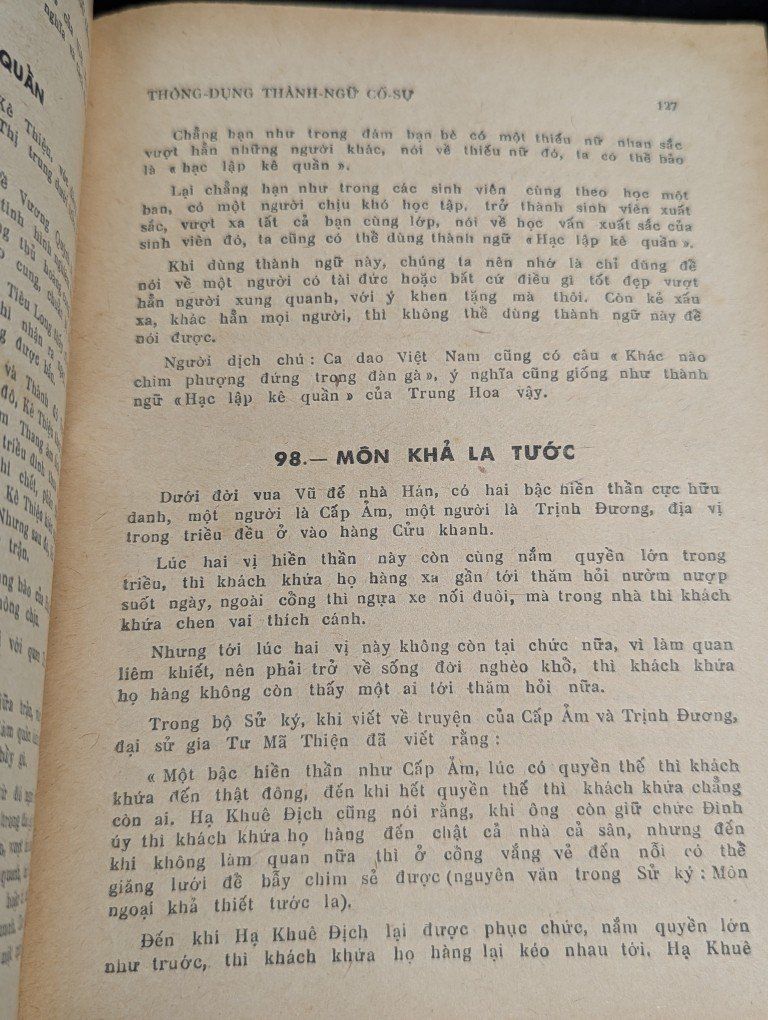 QUẦN
THÔNG-DỤNG THÀNH-NGỮ CỐ-SỰ
127
Chẳng hạn như trong đám bạn bè có một thiếu nữ nhan sắc
vượt hẳn những người khác, nói về thiếu nữ đó, ta có thể bảo
là « hạc lập kê quần ».
Lại chẳng hạn như trong các sinh viên cùng theo học một
ban, có một người chịu khó học tập, trở thành sinh viên xuất
sắc, vượt xa tất cả bạn cùng lớp, nói về học vấn xuất sắc của
sinh viên đó, ta cũng có thể dùng thành ngữ « Hạc lập kê quần ».
Khi dùng thành ngữ này, chúng ta nên nhớ là chỉ dùng để
nói về một người có tài đức hoặc bất cứ điều gì tốt đẹp vượt
hẳn người xung quanh, với ý khen tặng mà thôi. Còn kẻ xấu
xa, khác hẳn mọi người, thì không thể dùng thành ngữ này để
nói được.
Người dịch chú : Ca dao Việt Nam cũng có câu « Khác nào
chim phượng đứng trọng đàn gà », ý nghĩa cũng giống như thành
ngữ « Hạc lập kê quần » của Trung Hoa vậy.
98.— MÔN KHẢ LA TƯỚC
Dưới đời vua Vũ đế nhà Hán, có hai bậc hiền thần cực hữu
danh, một người là Cấp Ảm, một người là Trịnh Đương, địa vị
trong triều đều ở vào hàng Cửu khanh.
Lúc hai vị hiền thần này còn cùng nắm quyền lớn trong
triều, thì khách khứa họ hàng xa gần tới thăm hỏi nườm nượp
suốt ngày, ngoài cổng thì ngựa xe nối đuôi, mà trong nhà thì khách
khứa chen vai thích cánh.
Nhưng tới lúc hai vị này không còn tại chức nữa, vì làm quan
liêm khiết, nên phải trở về sống đời nghèo khổ, thì khách khứa
họ hàng không còn thấy một ai tới thăm hỏi nữa.
Trong bộ Sử ký, khi viết về truyện của Cấp Ảm và Trịnh Đương,
đại sử gia Tư Mã Thiện đã viết rằng :
« Một bậc hiền thần như Cấp Ảm, lúc có quyền thế thì khách
khứa đến thật đông, đến khi hết quyền thế thì khách khứa chẳng
còn ai. Hạ Khuê Địch cũng nói rằng, khi ông còn giữ chức Đình
úy thì khách khứa họ hàng đến chật cả nhà cả sân, nhưng đến
khi không làm quan nữa thì ở cổng vắng vẻ đến nỗi có thể
giăng lưới để bẫy chim sẻ được (nguyên văn trong Sử ký : Môn
ngoại khả thiết tước la).
Đến khi Hạ Khuê Địch lại được phục chức, nắm quyền lớn
như trước, thì khách khứa họ hàng lại kéo nhau tới. Hạ Khuê